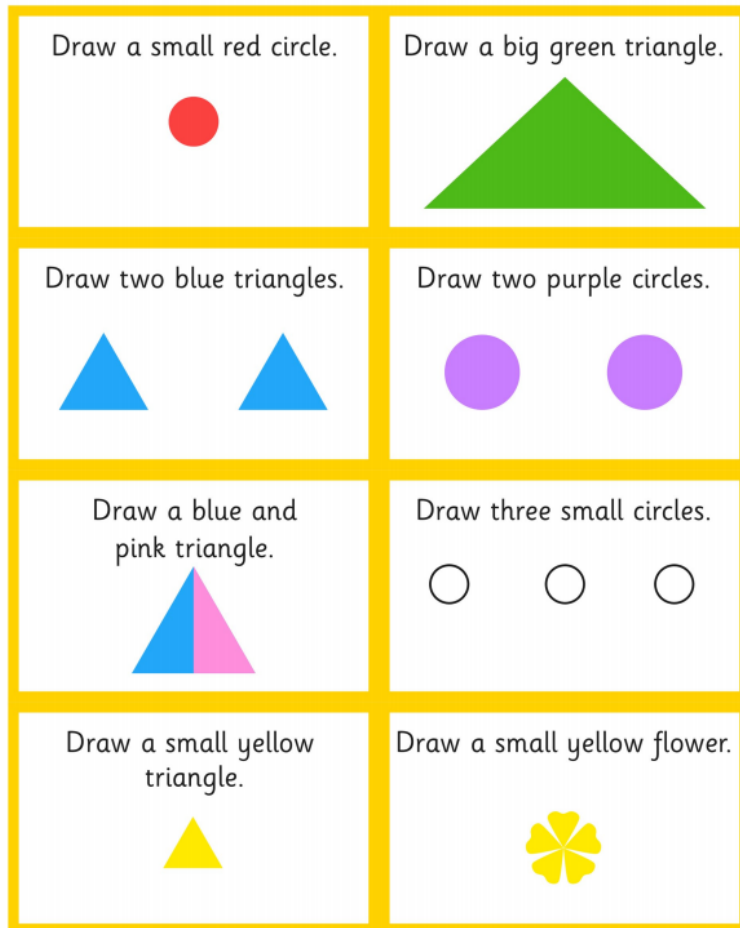 Draw a small red circle.
Draw a big green triangle.
Draw two blue triangles.
Draw two purple circles.
Draw a blue and
pink triangle.
Draw three small circles.
Draw a small yellow
triangle.
Draw a small yellow flower.